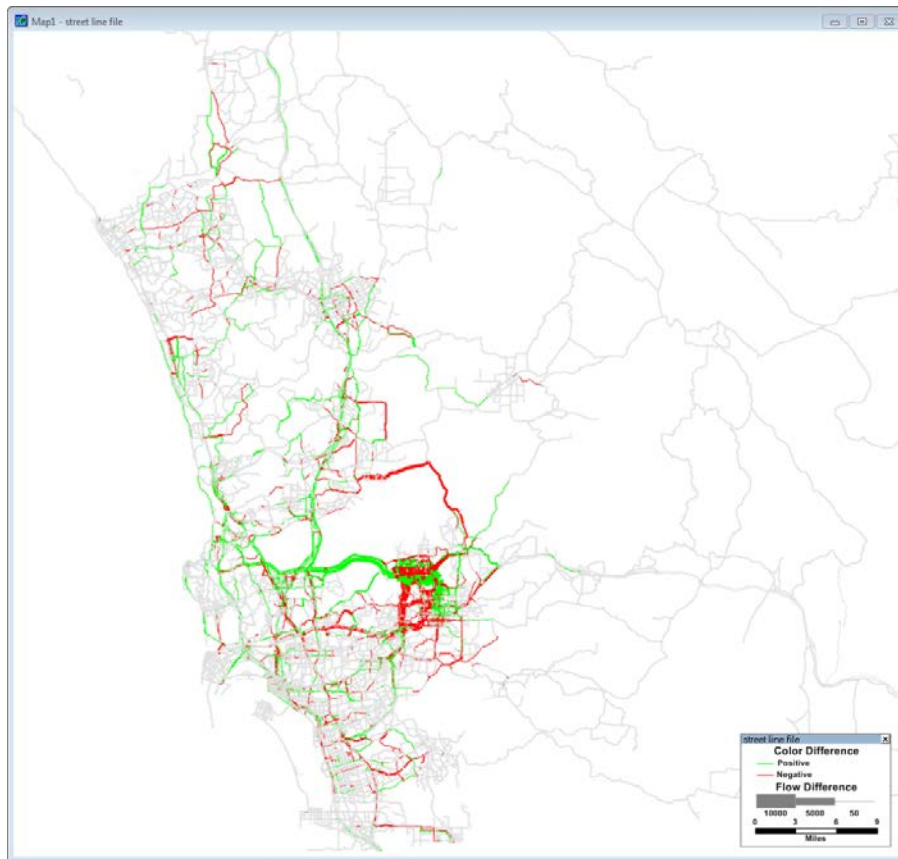 Map1 - street line file
street line file
Color Difference
Positive
Negative
Flow Difference
10000 5000 50
0 3 6 9
Miles